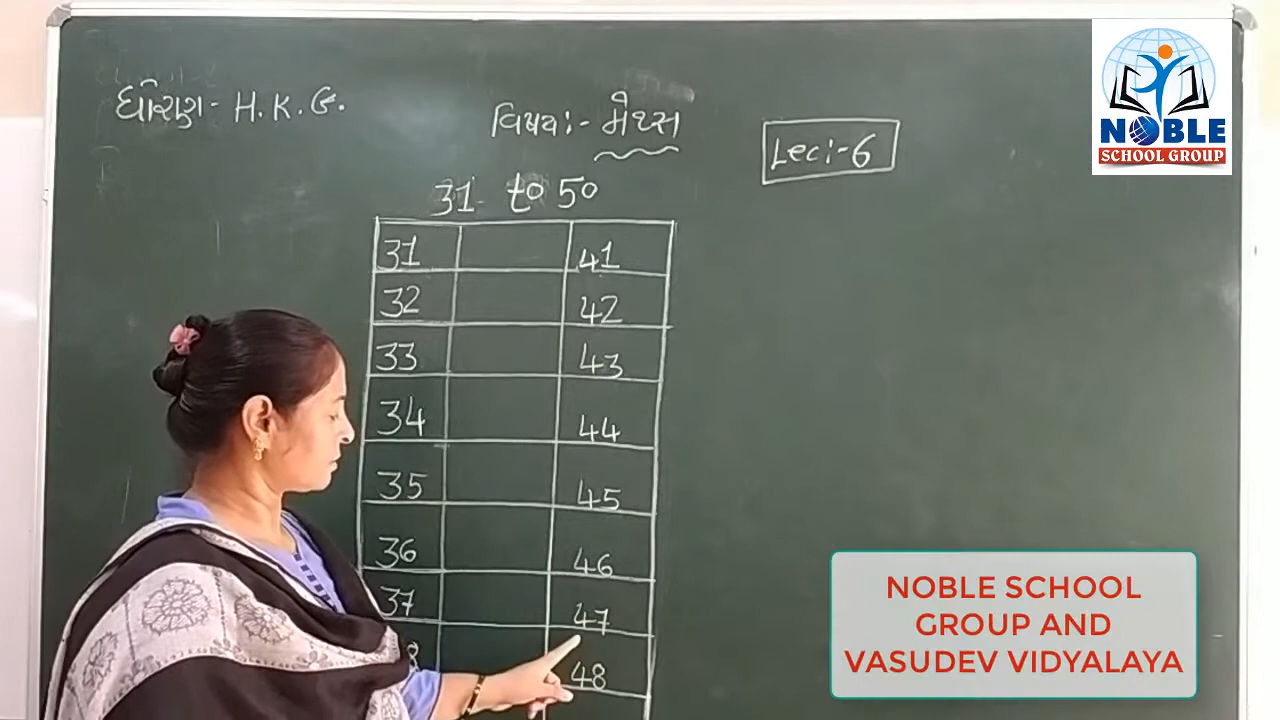 ધોરણ - H.K.G.
વિષય :- મેથ્સ
Lec:-6
31 to 50
31 41
32 42
33 43
34 44
35 45
36 46
37 47
8 48
NOBLE
SCHOOL GROUP
NOBLE SCHOOL
GROUP AND
VASUDEV VIDYALAYA